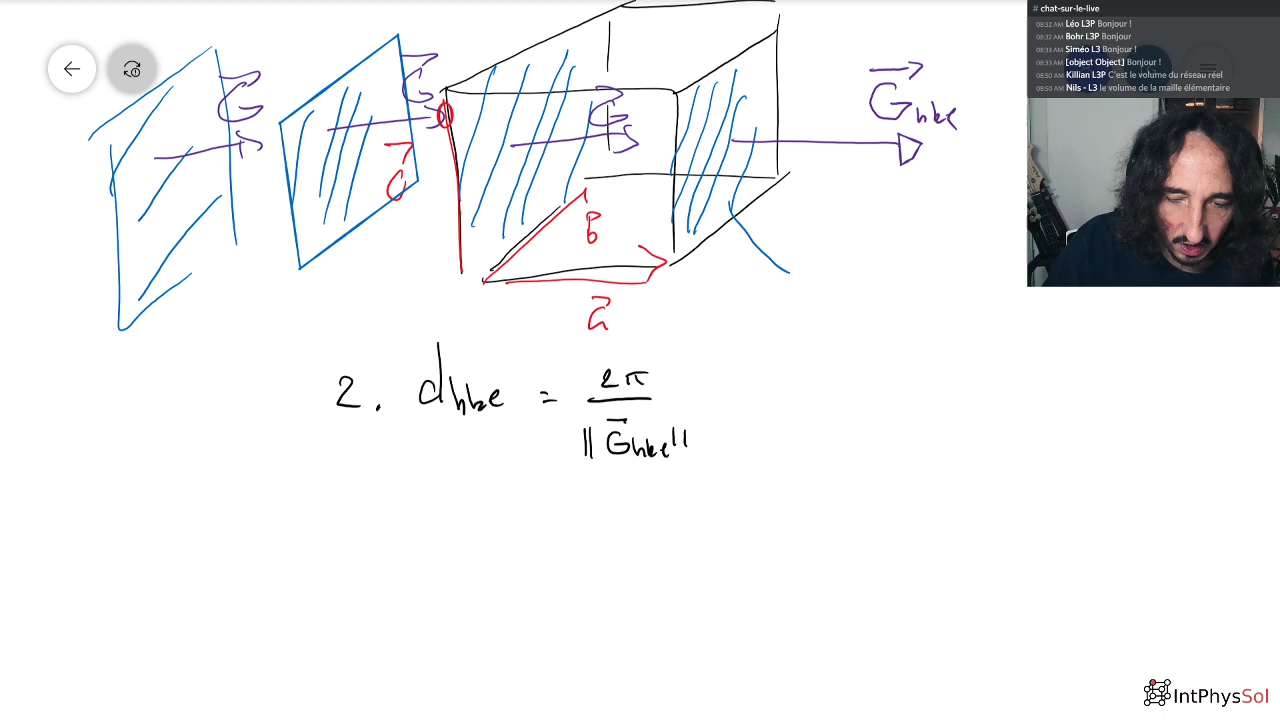 # chat-sur-le-live
08:32 AM Léo L3P Bonjour !
08:32 AM Bohr L3P Bonjour
08:33 AM Siméo L3 Bonjour !
08:33 AM [object Object] Bonjour !
08:50 AM Killian L3P C'est le volume du réseau réel
08:50 AM Nils - L3 le volume de la maille élémentaire
G
G
G
G hkl
c
b
a
2. dhkl = 2π
||Ghkl||
IntPhysSol